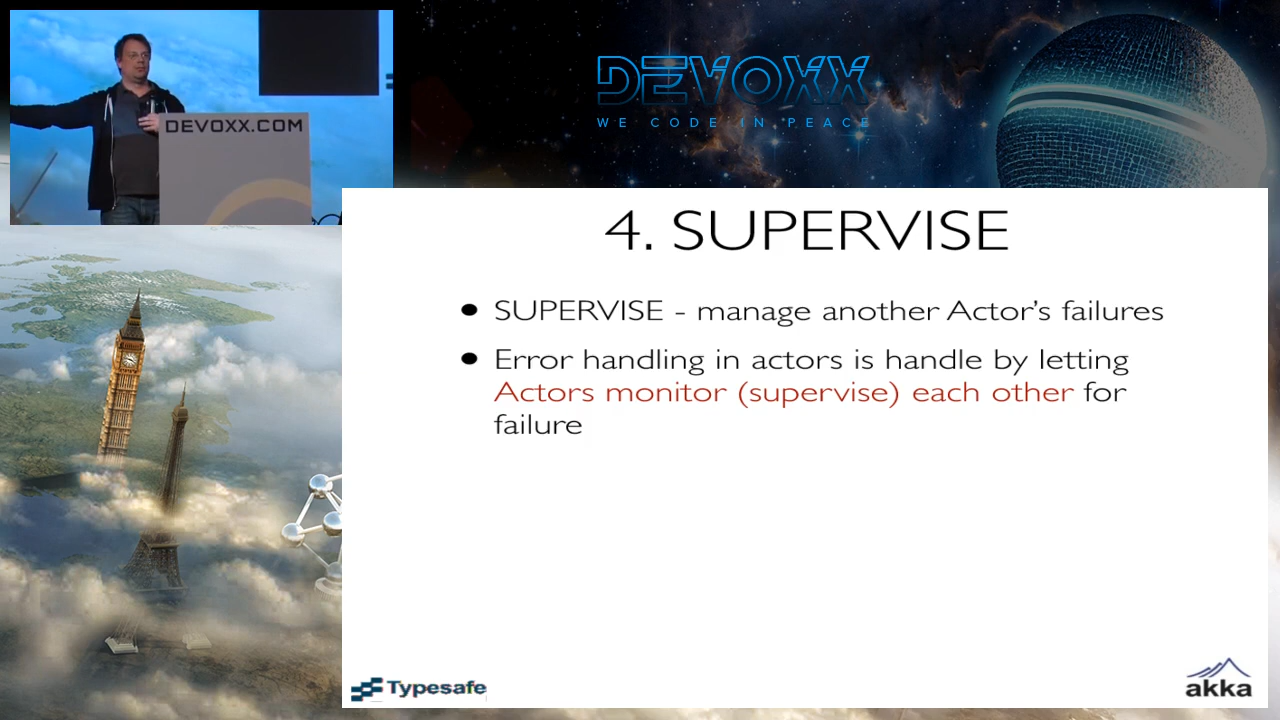 DEVOXX
WE CODE IN PEACE
DEVOXX.COM
4. SUPERVISE
• SUPERVISE - manage another Actor's failures
• Error handling in actors is handle by letting
Actors monitor (supervise) each other for
failure
Typesafe
akka